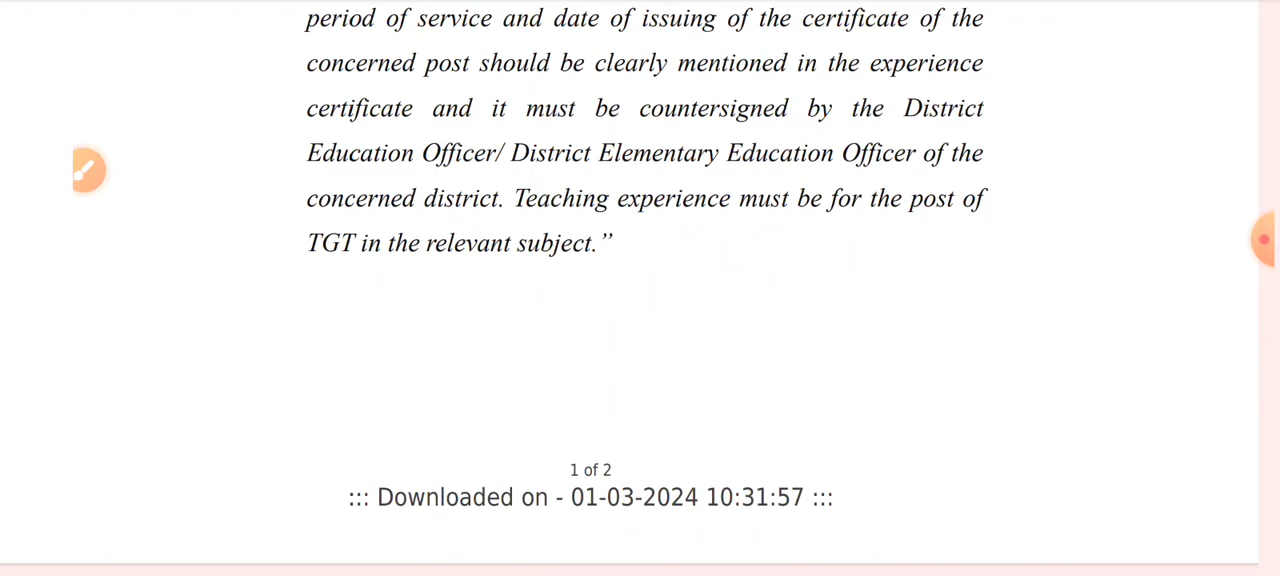 period of service and date of issuing of the certificate of the
concerned post should be clearly mentioned in the experience
certificate and it must be countersigned by the District
Education Officer/ District Elementary Education Officer of the
concerned district. Teaching experience must be for the post of
TGT in the relevant subject.”
1 of 2
::: Downloaded on - 01-03-2024 10:31:57 :::